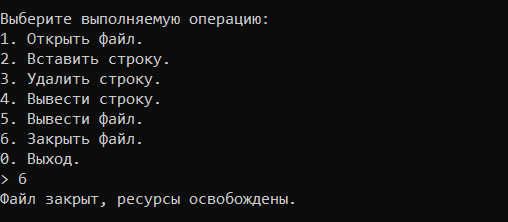 Выберите выполняемую операцию:
1. Открыть файл.
2. Вставить строку.
3. Удалить строку.
4. Вывести строку.
5. Вывести файл.
6. Закрыть файл.
0. Выход.
> 6
Файл закрыт, ресурсы освобождены.